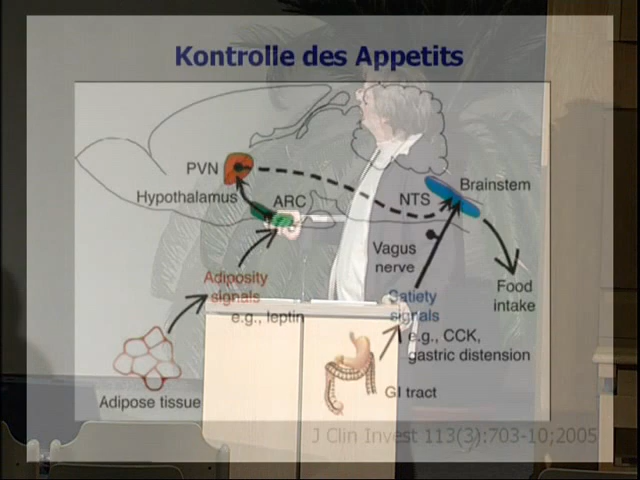 Kontrolle des Appetits
PVN
Hypothalamus
ARC
NTS
Brainstem
Vagus
nerve
Adiposity
signals
e.g., leptin
Satiety
signals
e.g., CCK,
gastric distension
Food
intake
GI tract
Adipose tissue
J Clin Invest 113(3):703-10;2005